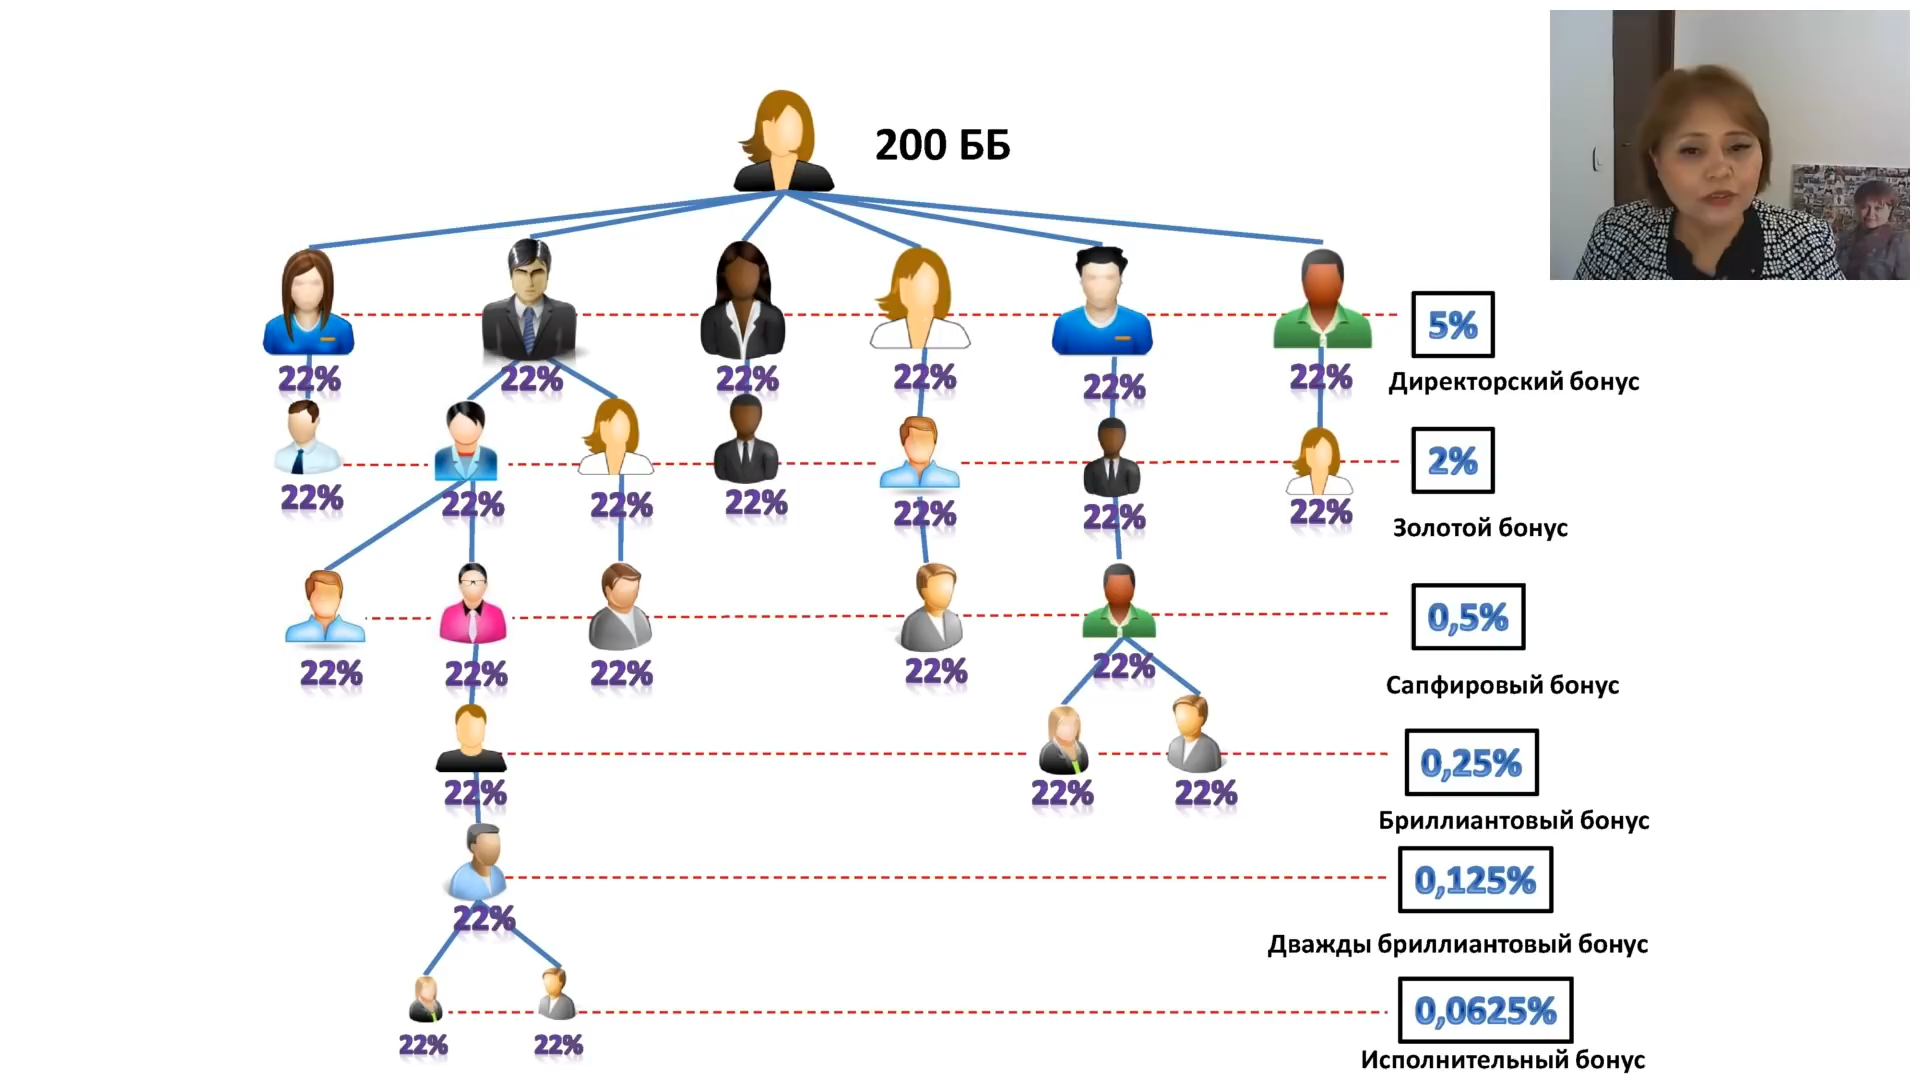 200 ББ
5%
22% 22% 22% 22% 22% 22%
Директорский бонус
2%
22% 22% 22% 22% 22% 22% 22%
Золотой бонус
0,5%
22% 22% 22% 22% 22%
Сапфировый бонус
0,25%
22% 22% 22%
Бриллиантовый бонус
0,125%
22%
Дважды бриллиантовый бонус
0,0625%
22% 22%
Исполнительный бонус